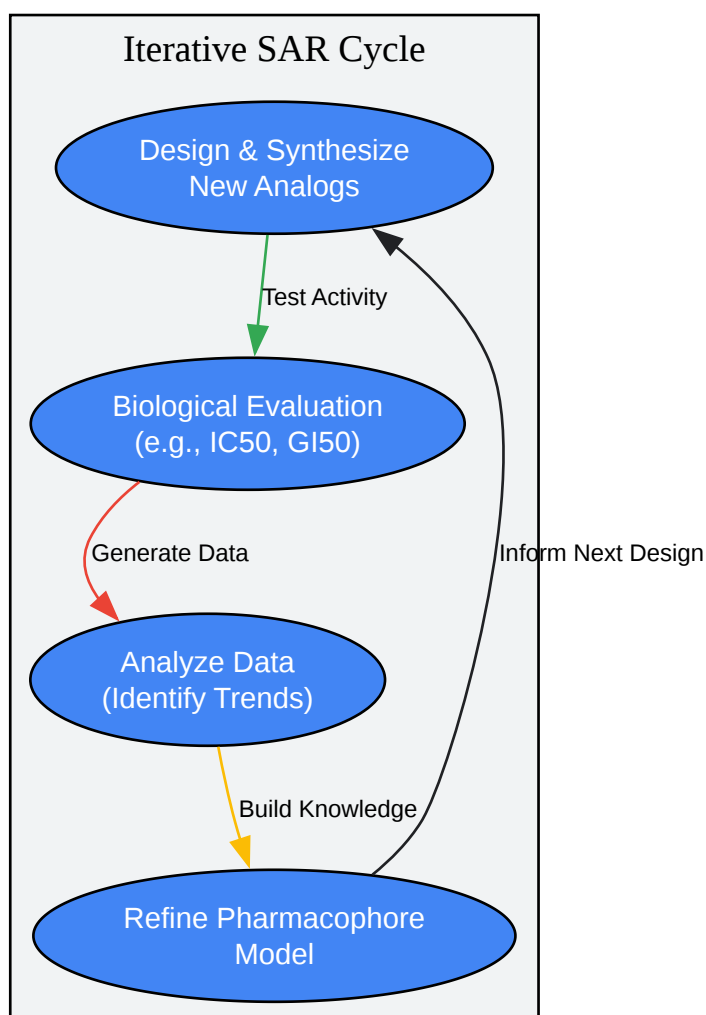 Iterative SAR Cycle
Design & Synthesize
New Analogs
Test Activity
Biological Evaluation
(e.g., IC50, GI50)
Generate Data
Inform Next Design
Analyze Data
(Identify Trends)
Build Knowledge
Refine Pharmacophore
Model